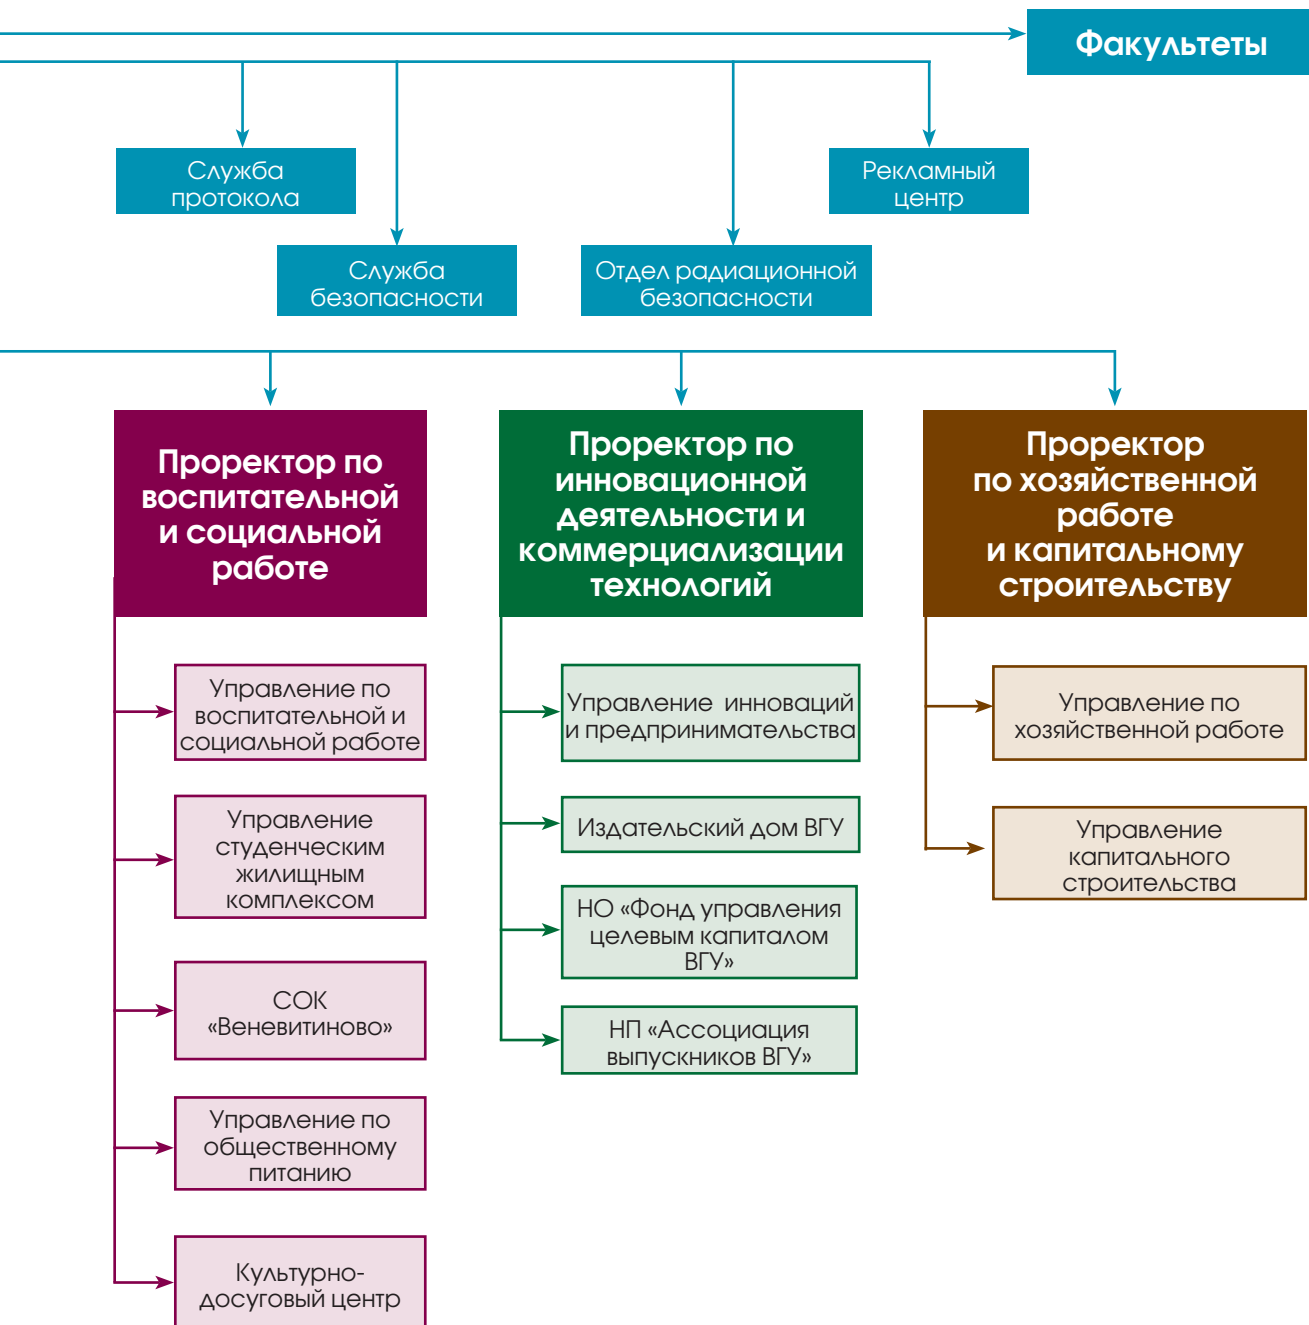 Факультеты
Служба
протокола
Рекламный
центр
Служба
безопасности
Отдел радиационной
безопасности
Проректор по
воспитательной
и социальной
работе
Проректор по
инновационной
деятельности и
коммерциализации
технологий
Проректор
по хозяйственной
работе
и капитальному
строительству
Управление по
воспитательной и
социальной работе
Управление
студенческим
жилищным
комплексом
СОК
«Веневитиново»
Управление по
общественному
питанию
Культурно-
досуговый центр
Управление инноваций
и предпринимательства
Издательский дом ВГУ
НО «Фонд управления
целевым капиталом
ВГУ»
НП «Ассоциация
выпускников ВГУ»
Управление по
хозяйственной работе
Управление
капитального
строительства